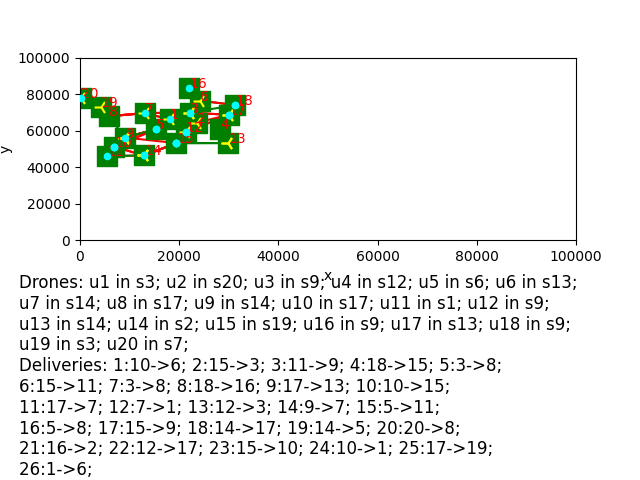 100000
80000
60000
40000
20000
0
y
0 20000 40000 60000 80000 100000
x
Drones: u1 in s3; u2 in s20; u3 in s9; u4 in s12; u5 in s6; u6 in s13;
u7 in s14; u8 in s17; u9 in s14; u10 in s17; u11 in s1; u12 in s9;
u13 in s14; u14 in s2; u15 in s19; u16 in s9; u17 in s13; u18 in s9;
u19 in s3; u20 in s7;
Deliveries: 1:10->6; 2:15->3; 3:11->9; 4:18->15; 5:3->8;
6:15->11; 7:3->8; 8:18->16; 9:17->13; 10:10->15;
11:17->7; 12:7->1; 13:12->3; 14:9->7; 15:5->11;
16:5->8; 17:15->9; 18:14->17; 19:14->5; 20:20->8;
21:16->2; 22:12->17; 23:15->10; 24:10->1; 25:17->19;
26:1->6;